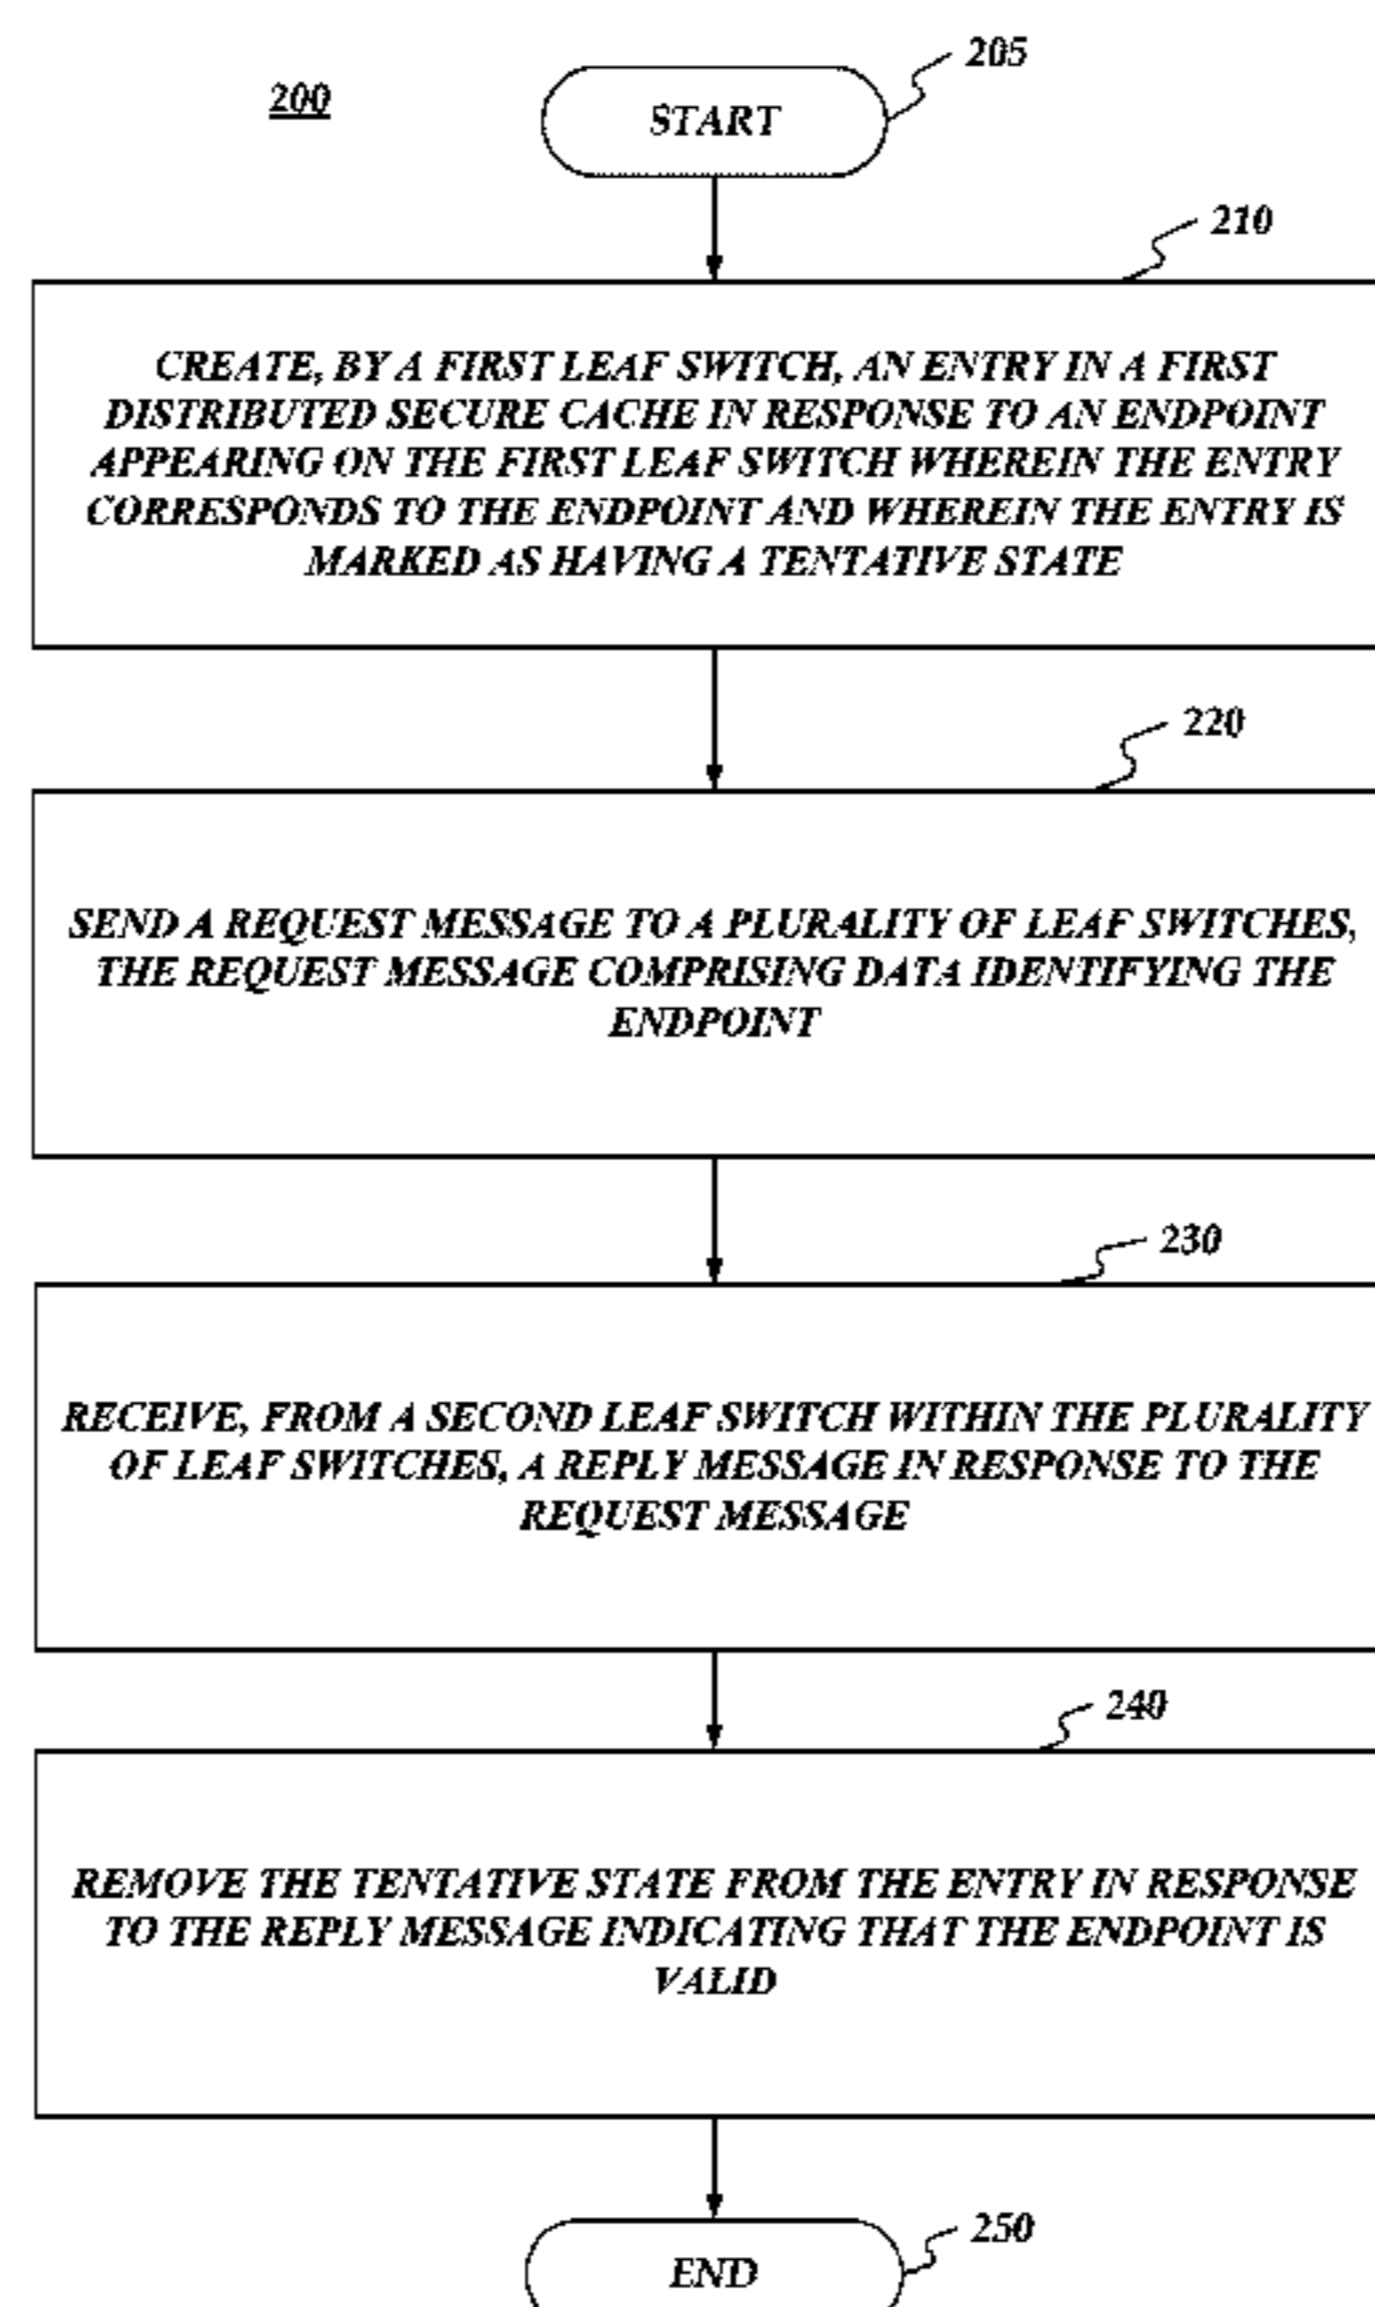 205
200
START
210
CREATE, BY A FIRST LEAF SWITCH, AN ENTRY IN A FIRST
DISTRIBUTED SECURE CACHE IN RESPONSE TO AN ENDPOINT
APPEARING ON THE FIRST LEAF SWITCH WHEREIN THE ENTRY
CORRESPONDS TO THE ENDPOINT AND WHEREIN THE ENTRY IS
MARKED AS HAVING A TENTATIVE STATE
220
SEND A REQUEST MESSAGE TO A PLURALITY OF LEAF SWITCHES,
THE REQUEST MESSAGE COMPRISING DATA IDENTIFYING THE
ENDPOINT
230
RECEIVE, FROM A SECOND LEAF SWITCH WITHIN THE PLURALITY
OF LEAF SWITCHES, A REPLY MESSAGE IN RESPONSE TO THE
REQUEST MESSAGE
240
REMOVE THE TENTATIVE STATE FROM THE ENTRY IN RESPONSE
TO THE REPLY MESSAGE INDICATING THAT THE ENDPOINT IS
VALID
250
END